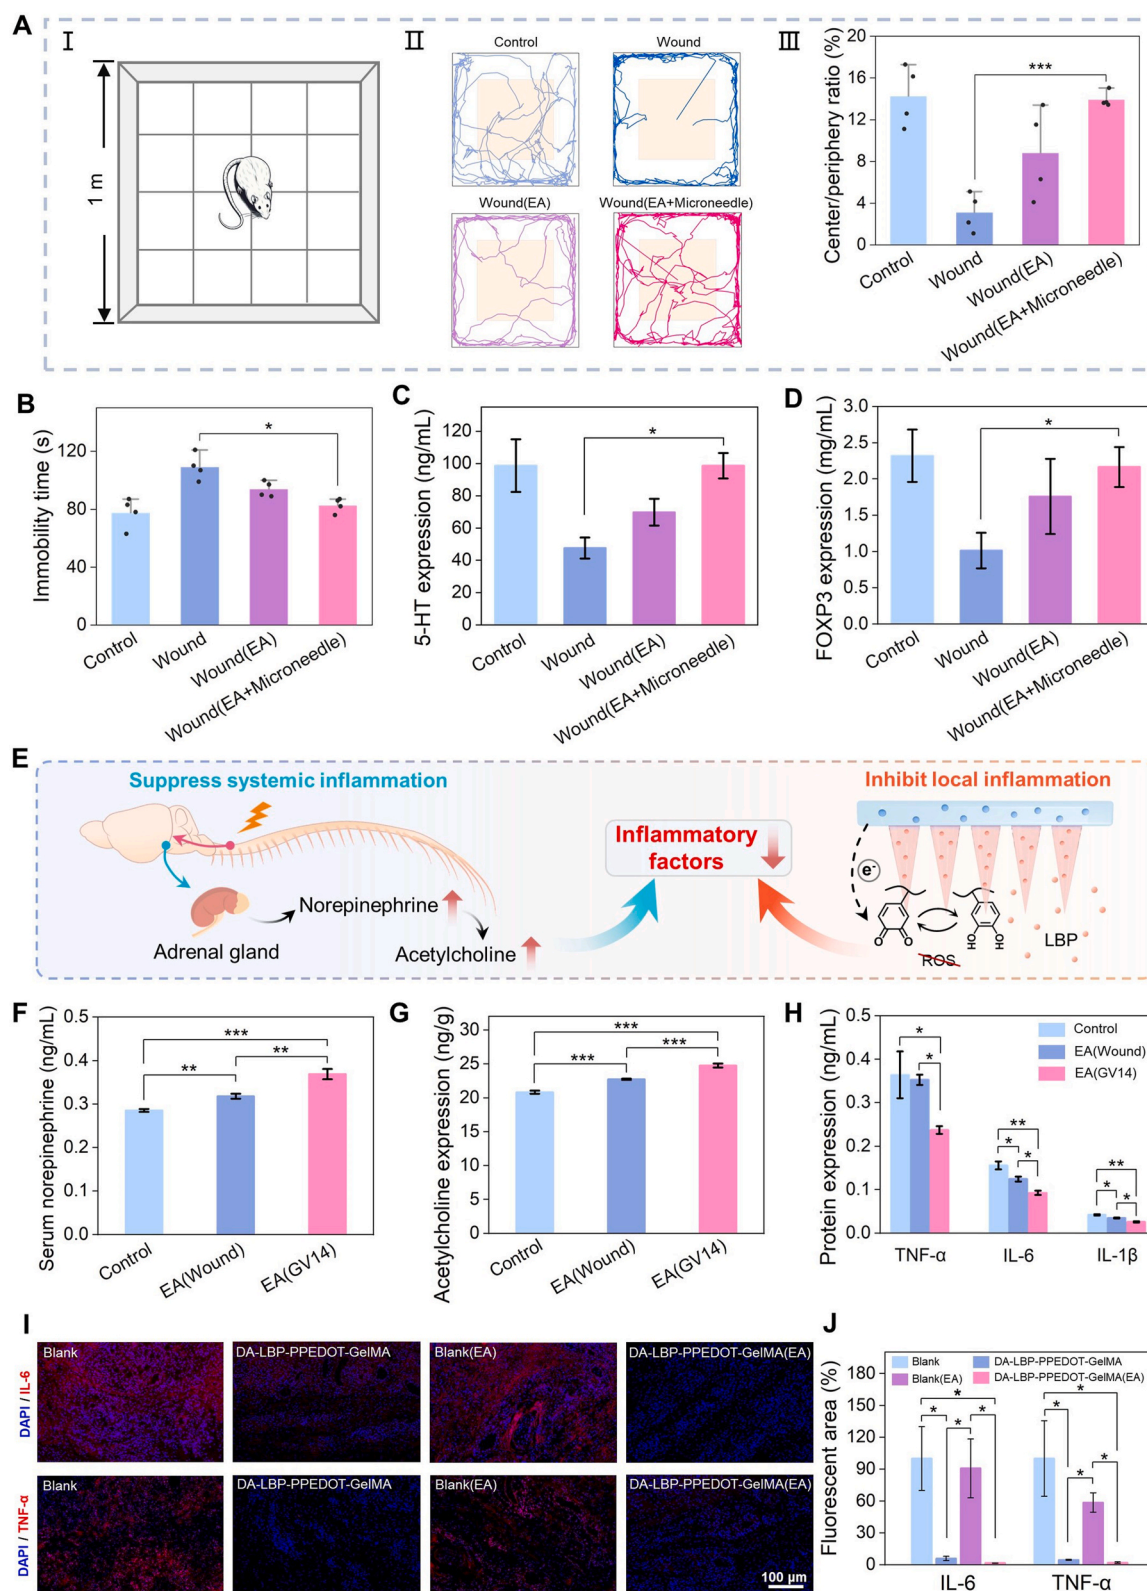 A
I
1 m
II
Control
Wound
Wound(EA)
Wound(EA+Microneedle)
III
Center/periphery ratio (%)
20
16
12
8
4
0
***
Control
Wound
Wound(EA)
Wound(EA+Microneedle)
B
Immobility time (s)
120
80
40
0
*
Control
Wound
Wound(EA)
Wound(EA+Microneedle)
C
5-HT expression (ng/mL)
120
100
80
60
40
20
0
*
Control
Wound
Wound(EA)
Wound(EA+Microneedle)
D
FOXP3 expression (mg/mL)
3.0
2.5
2.0
1.5
1.0
0.5
0.0
*
Control
Wound
Wound(EA)
Wound(EA+Microneedle)
E
Suppress systemic inflammation
Adrenal gland
Norepinephrine
Acetylcholine
Inflammatory
factors
Inhibit local inflammation
e-
O
O
OH
OH
ROS
LBP
F
Serum norepinephrine (ng/mL)
0.5
0.4
0.3
0.2
0.1
0.0
***
**
**
Control
EA(Wound)
EA(GV14)
G
Acetylcholine expression (ng/g)
30
25
20
15
10
5
0
***
***
***
Control
EA(Wound)
EA(GV14)
H
Protein expression (ng/mL)
0.5
0.4
0.3
0.2
0.1
0.0
Control
EA(Wound)
EA(GV14)
*
*
**
*
*
**
*
*
TNF-α
IL-6
IL-1β
I
DAPI / IL-6
Blank
DA-LBP-PPEDOT-GelMA
Blank(EA)
DA-LBP-PPEDOT-GelMA(EA)
DAPI / TNF-α
Blank
DA-LBP-PPEDOT-GelMA
Blank(EA)
DA-LBP-PPEDOT-GelMA(EA)
100 μm
J
Fluorescent area (%)
180
150
120
90
60
30
0
Blank
DA-LBP-PPEDOT-GelMA
Blank(EA)
DA-LBP-PPEDOT-GelMA(EA)
*
*
*
*
*
*
*
*
IL-6
TNF-α